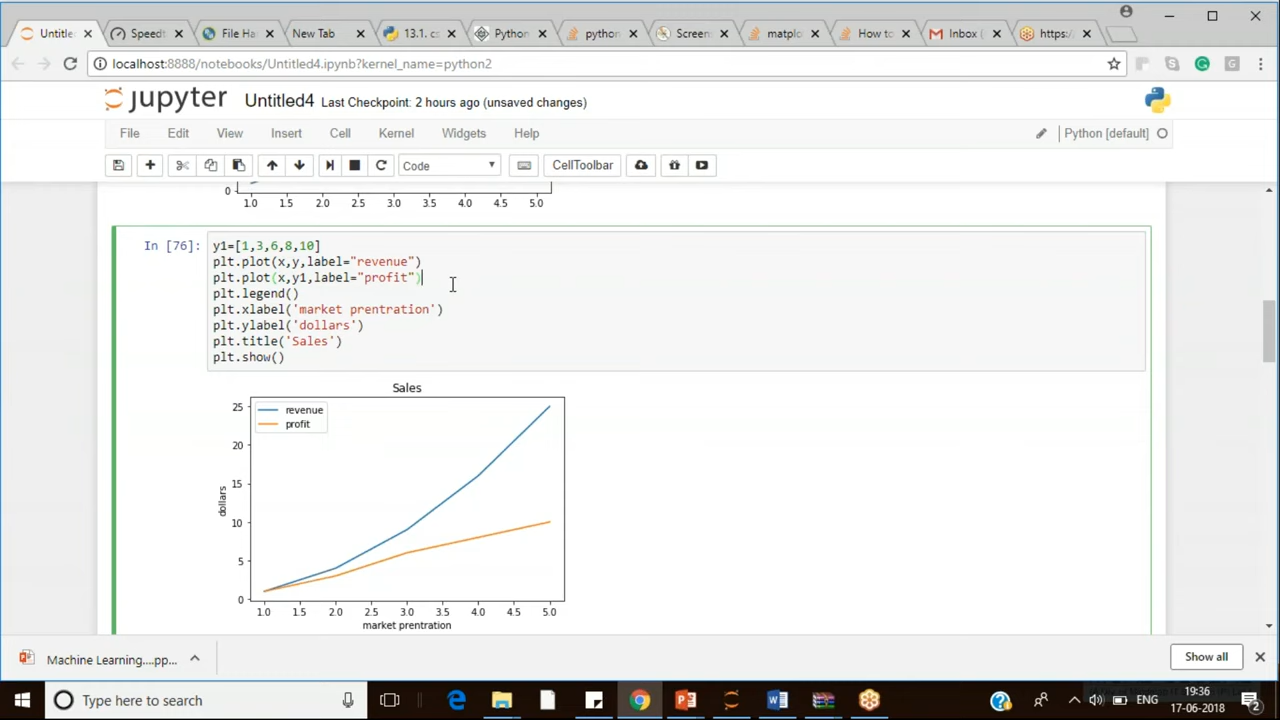 Untitle
Speedt
File Ha
New Tab
13.1. cs
Python
python
Screen
matplo
How to
Inbox (
https:/
localhost:8888/notebooks/Untitled4.ipynb?kernel_name=python2
jupyter Untitled4 Last Checkpoint: 2 hours ago (unsaved changes)
File Edit View Insert Cell Kernel Widgets Help
Python [default]
Code
CellToolbar
0
1.0 1.5 2.0 2.5 3.0 3.5 4.0 4.5 5.0
In [76]:
y1=[1,3,6,8,10]
plt.plot(x,y,label="revenue")
plt.plot(x,y1,label="profit")
plt.legend()
plt.xlabel('market prentration')
plt.ylabel('dollars')
plt.title('Sales')
plt.show()
Sales
revenue
profit
25
20
15
10
5
0
dollars
1.0 1.5 2.0 2.5 3.0 3.5 4.0 4.5 5.0
market prentration
Machine Learning....pp...
Show all
Type here to search
ENG
19:36
17-06-2018
2